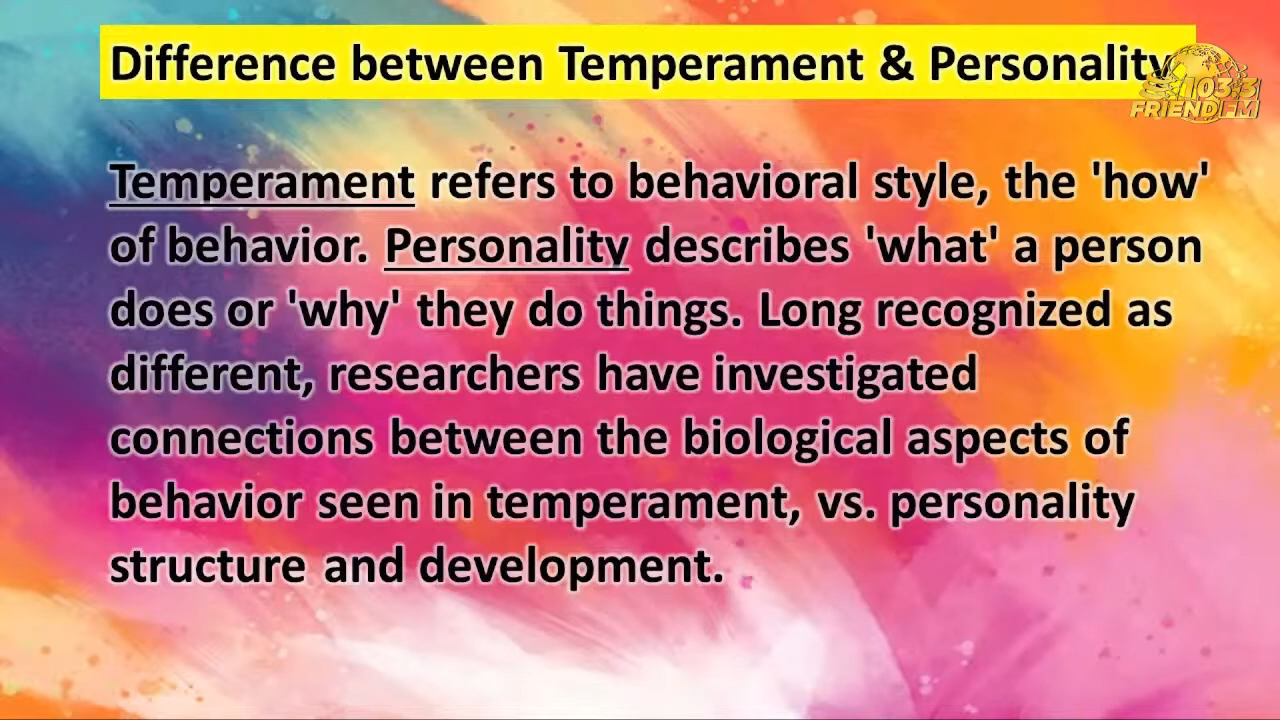 Difference between Temperament & Personality
103.3
FRIEND FM
Temperament refers to behavioral style, the 'how'
of behavior. Personality describes 'what' a person
does or 'why' they do things. Long recognized as
different, researchers have investigated
connections between the biological aspects of
behavior seen in temperament, vs. personality
structure and development.